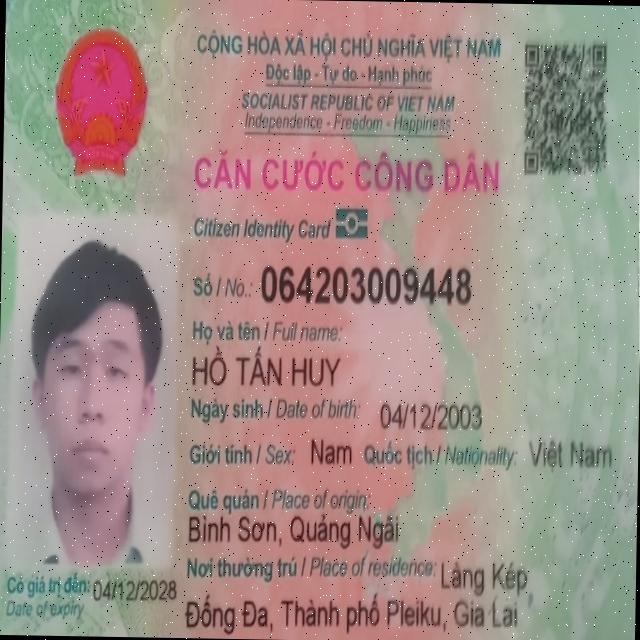 CỘNG HÒA XÃ HỘI CHỦ NGHĨA VIỆT NAM
Độc lập - Tự do - Hạnh phúc
SOCIALIST REPUBLIC OF VIET NAM
Independence - Freedom - Happiness
CĂN CƯỚC CÔNG DÂN
Citizen Identity Card
Số / No.: 064203009448
Họ và tên / Full name:
HỒ TẤN HUY
Ngày sinh / Date of birth: 04/12/2003
Giới tính / Sex: Nam Quốc tịch / Nationality: Việt Nam
Quê quán / Place of origin:
Bình Sơn, Quảng Ngãi
Nơi thường trú / Place of residence: Làng Kép,
Đống Đa, Thành phố Pleiku, Gia Lai
Có giá trị đến: 04/12/2028
Date of expiry